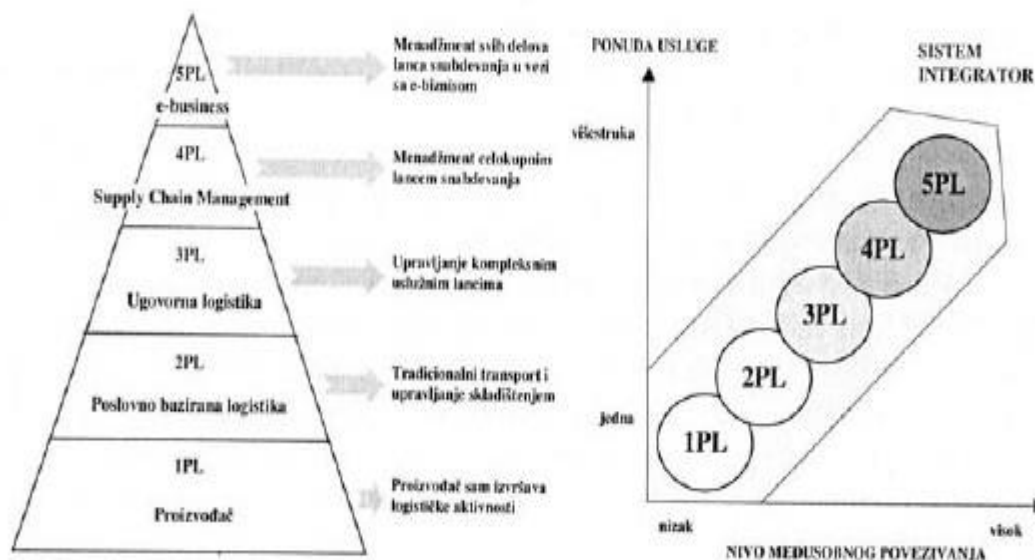 5PL
e-business
Menadžment svih delova
lanca snabdevanja u vezi
sa e-biznisom
4PL
Supply Chain Management
Menadžment celokupnim
lancem snabdevanja
3PL
Ugovorna logistika
Upravljanje kompleksnim
uslužnim lancima
2PL
Poslovno bazirana logistika
Tradicionalni transport i
upravljanje skladištenjem
1PL
Proizvođač
Proizvođač sam izvršava
logističke aktivnosti
PONUDA USLUGE
SISTEM
INTEGRATOR
višestruka
5PL
4PL
3PL
2PL
jedna
1PL
nizak
visok
NIVO MEĐUSOBNOG POVEZIVANJA